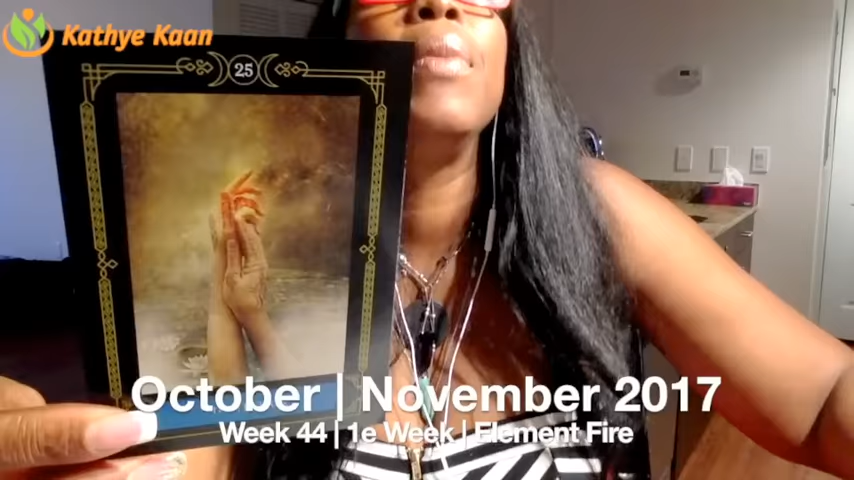 Kathye Kaan
25
October | November 2017
Week 44 | 1e Week | Element Fire